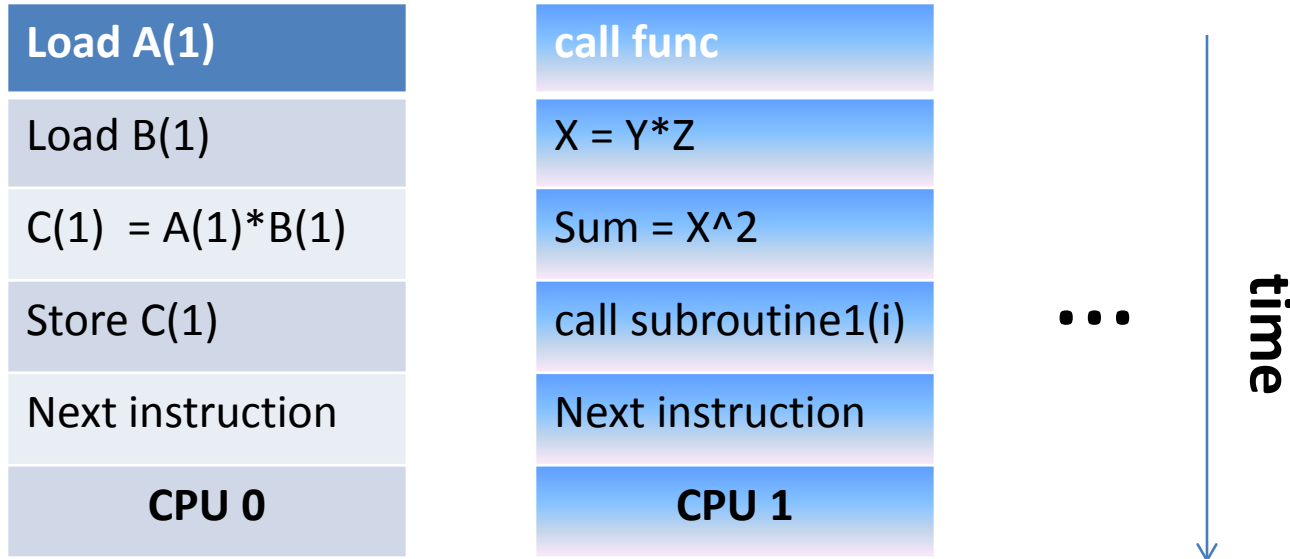 Load A(1)
Load B(1)
C(1)  = A(1)*B(1)
Store C(1)
Next instruction
CPU 0
call func
X = Y*Z
Sum = X^2
call subroutine1(i)
Next instruction
CPU 1
...
time